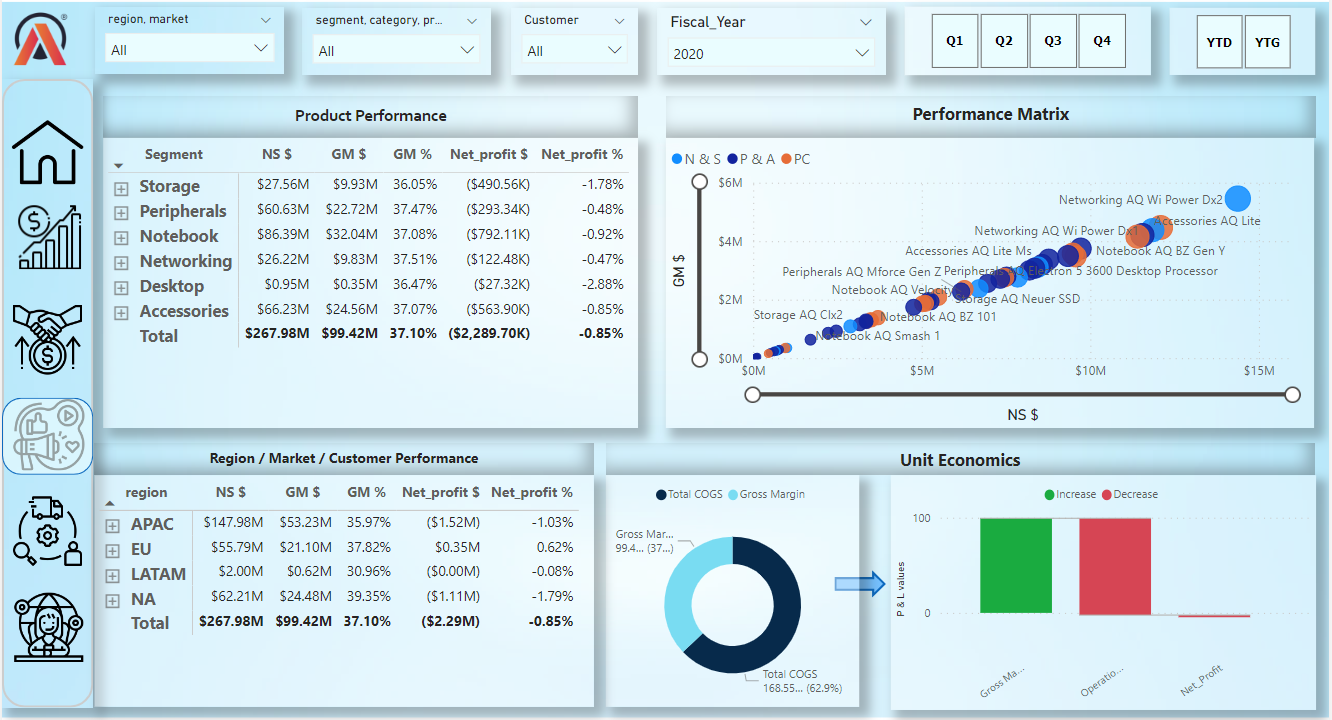 region, market
segment, category, pr...
Customer
Fiscal_Year
All
All
All
2020
Q1 Q2 Q3 Q4
YTD YTG
Product Performance
Segment NS $ GM $ GM % Net_profit $ Net_profit %
Storage $27.56M $9.93M 36.05% ($490.56K) -1.78%
Peripherals $60.63M $22.72M 37.47% ($293.34K) -0.48%
Notebook $86.39M $32.04M 37.08% ($792.11K) -0.92%
Networking $26.22M $9.83M 37.51% ($122.48K) -0.47%
Desktop $0.95M $0.35M 36.47% ($27.32K) -2.88%
Accessories $66.23M $24.56M 37.07% ($563.90K) -0.85%
Total $267.98M $99.42M 37.10% ($2,289.70K) -0.85%
Performance Matrix
N & S P & A PC
$6M
$4M
$2M
$0M
GM $
Networking AQ Wi Power Dx2
Accessories AQ Lite
Networking AQ Wi Power Dx1
Accessories AQ Lite Ms
Notebook AQ BZ Gen Y
Peripherals AQ Mforce Gen Z
Peripherals AQ Electron 5 3600 Desktop Processor
Notebook AQ Velocity
Storage AQ Neuer SSD
Storage AQ Clx2
Notebook AQ BZ 101
Notebook AQ Smash 1
$0M $5M $10M $15M
NS $
Region / Market / Customer Performance
region NS $ GM $ GM % Net_profit $ Net_profit %
APAC $147.98M $53.23M 35.97% ($1.52M) -1.03%
EU $55.79M $21.10M 37.82% $0.35M 0.62%
LATAM $2.00M $0.62M 30.96% ($0.00M) -0.08%
NA $62.21M $24.48M 39.35% ($1.11M) -1.79%
Total $267.98M $99.42M 37.10% ($2.29M) -0.85%
Unit Economics
Total COGS Gross Margin
Gross Mar...
99.4... (37...)
Total COGS
168.55... (62.9%)
Increase Decrease
P & L values
100
0
Gross Ma...
Operatio...
Net_Profit